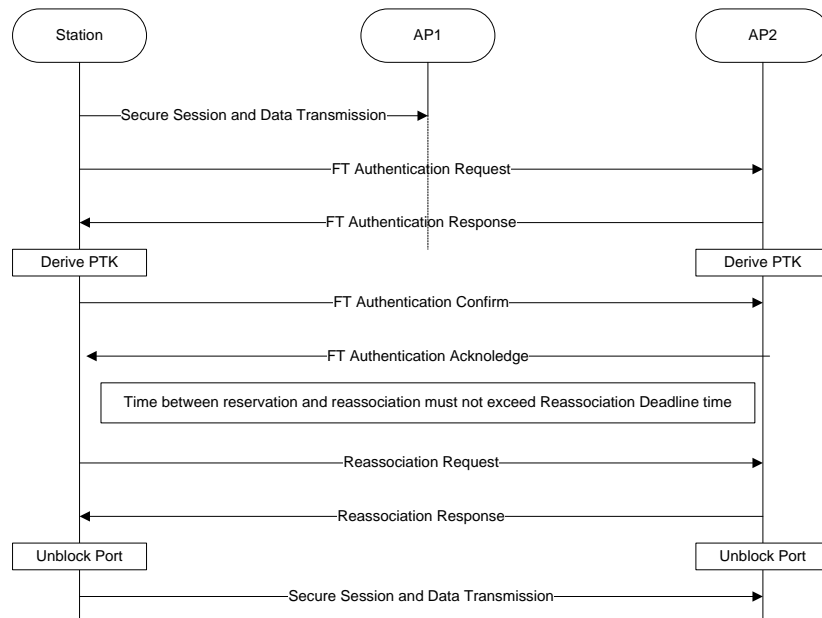 Station
AP1
AP2
Secure Session and Data Transmission
FT Authentication Request
FT Authentication Response
Derive PTK
Derive PTK
FT Authentication Confirm
FT Authentication Acknoledge
Time between reservation and reassociation must not exceed Reassociation Deadline time
Reassociation Request
Reassociation Response
Unblock Port
Unblock Port
Secure Session and Data Transmission